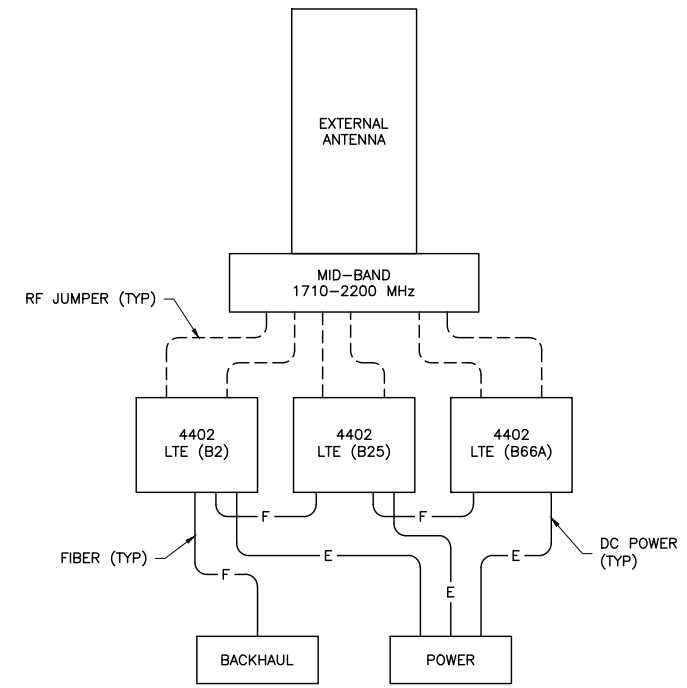 EXTERNAL
ANTENNA
MID-BAND
1710-2200 MHz
RF JUMPER (TYP)
4402
LTE (B2)
4402
LTE (B25)
4402
LTE (B66A)
F
F
FIBER (TYP)
E
E
DC POWER
(TYP)
F
E
BACKHAUL
POWER